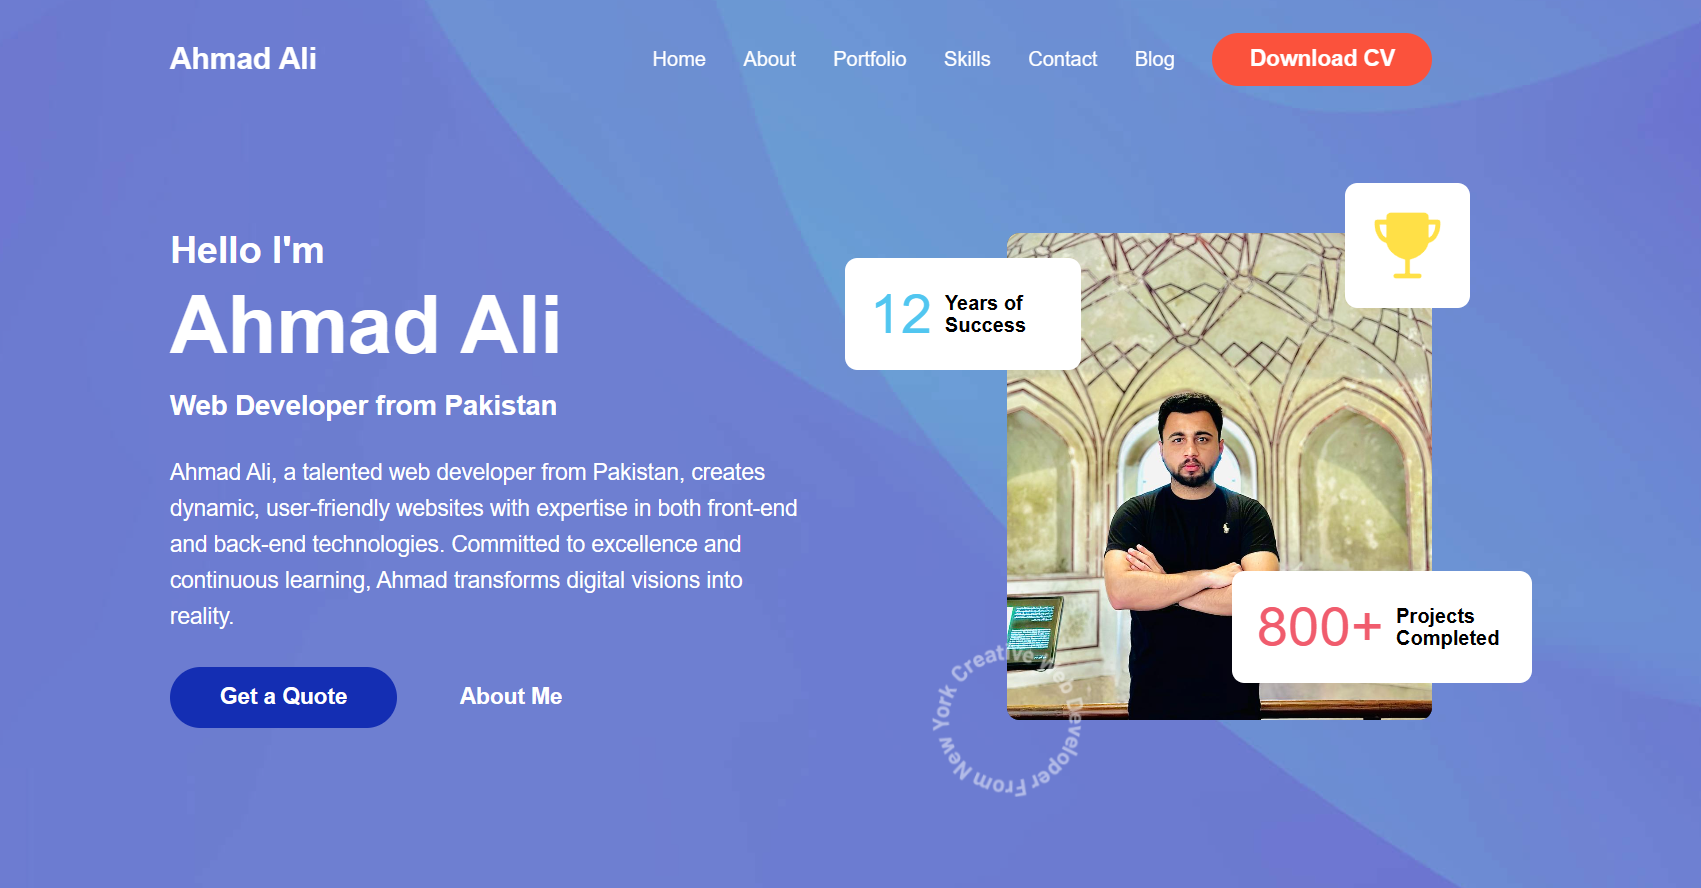 Ahmad Ali
Home About Portfolio Skills Contact Blog Download CV
Hello I'm
Ahmad Ali
Web Developer from Pakistan
Ahmad Ali, a talented web developer from Pakistan, creates
dynamic, user-friendly websites with expertise in both front-end
and back-end technologies. Committed to excellence and
continuous learning, Ahmad transforms digital visions into
reality.
Get a Quote About Me
12 Years of
Success
800+ Projects
Completed
Creative Web Developer From New York